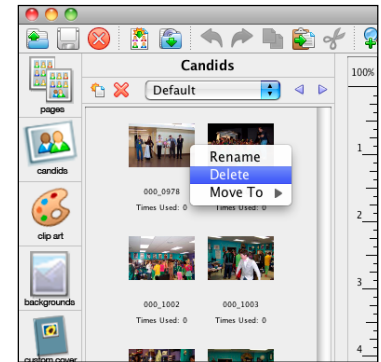 Candids
100%
Default
pages
candids
clip art
backgrounds
custom cover
Rename
Delete
Move To
000_0978
Times Used: 0
Times Used: 0
000_1002
000_1003
Times Used: 0
Times Used: 0
1
2
3
4